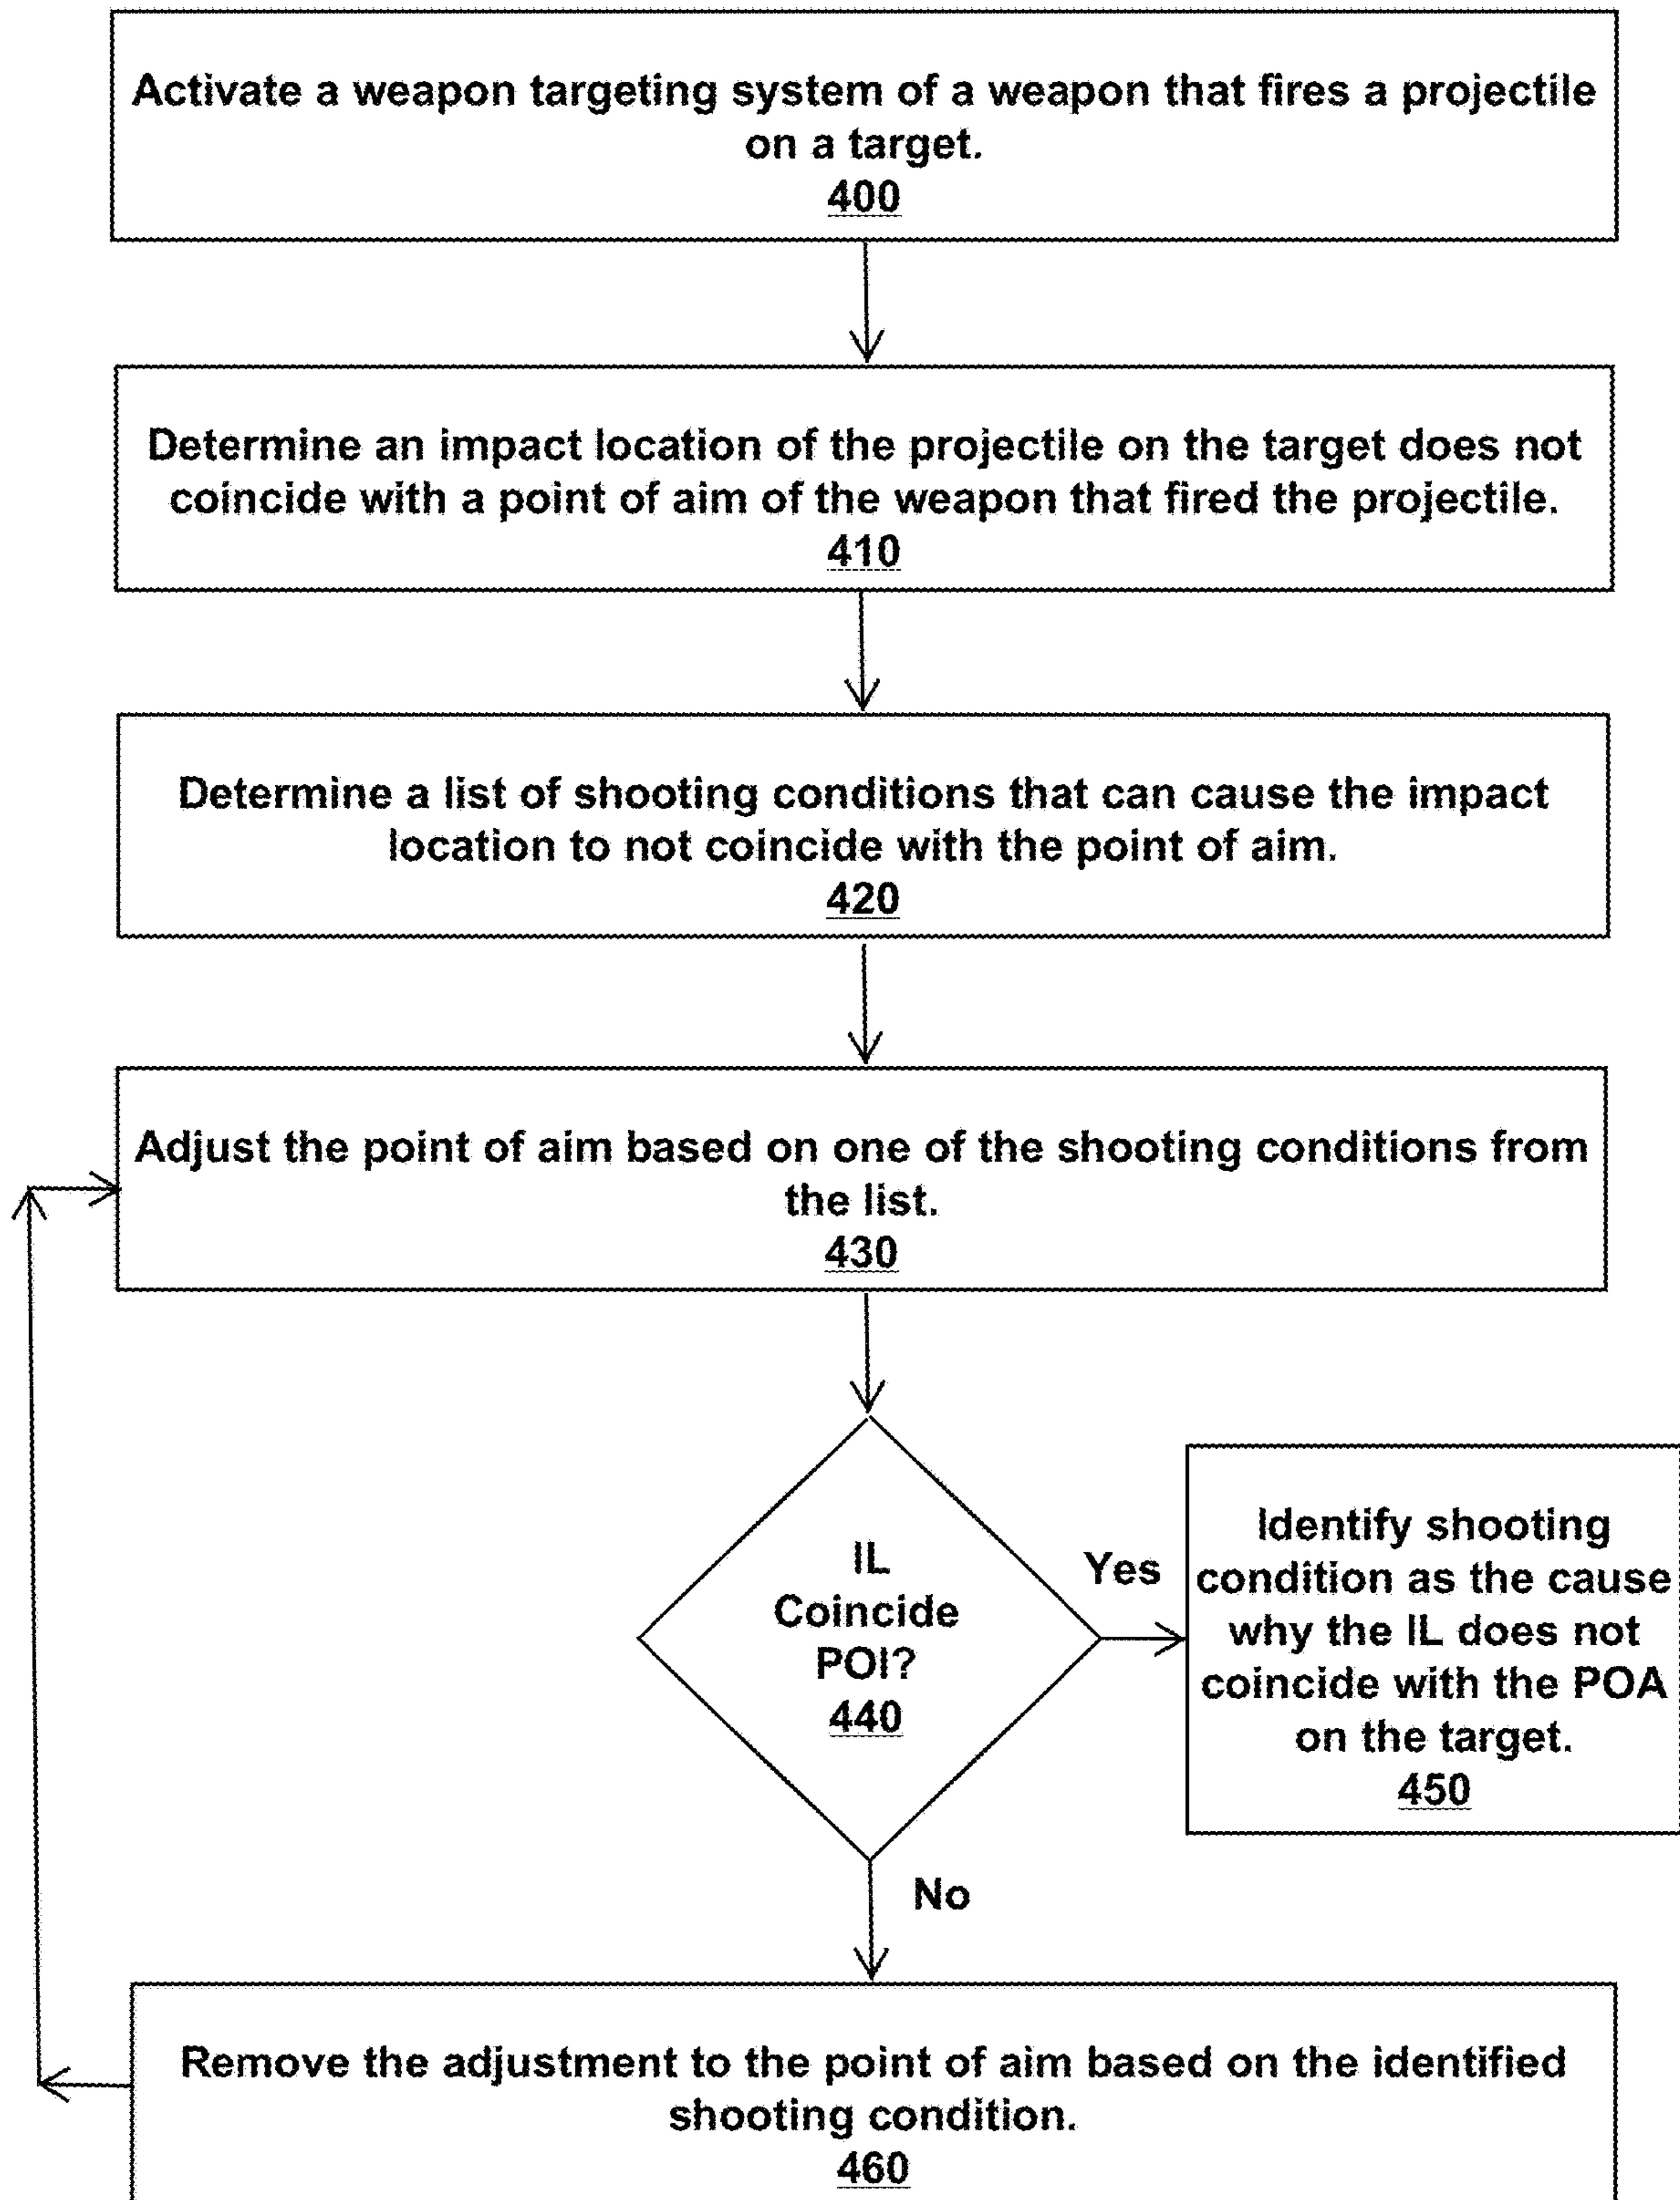 Activate a weapon targeting system of a weapon that fires a projectile
on a target.
400
Determine an impact location of the projectile on the target does not
coincide with a point of aim of the weapon that fired the projectile.
410
Determine a list of shooting conditions that can cause the impact
location to not coincide with the point of aim.
420
Adjust the point of aim based on one of the shooting conditions from
the list.
430
IL
Coincide
POI?
440
Yes
Identify shooting
condition as the cause
why the IL does not
coincide with the POA
on the target.
450
No
Remove the adjustment to the point of aim based on the identified
shooting condition.
460